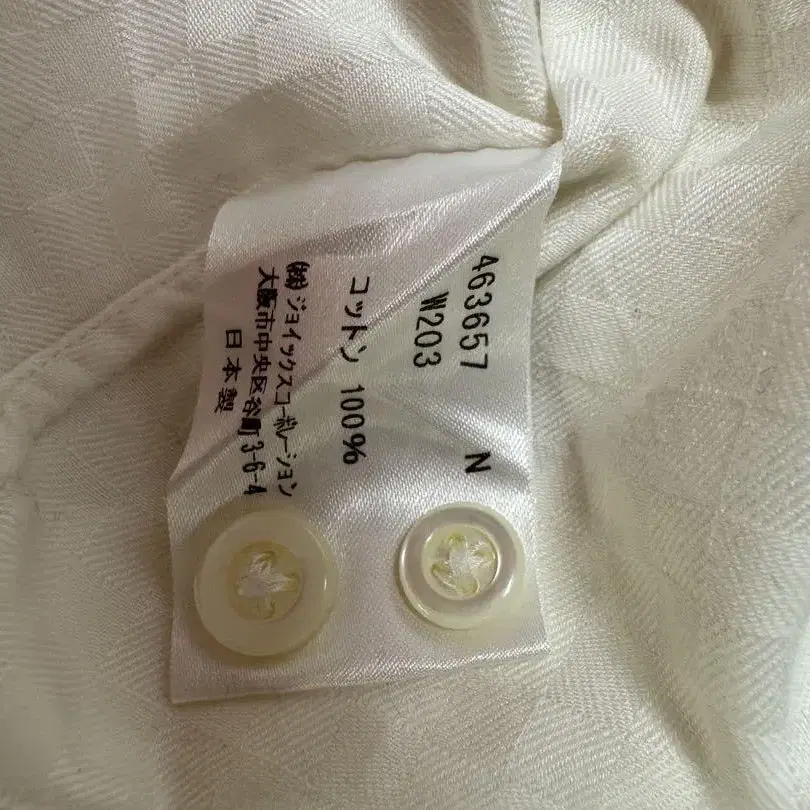 463657 N
W203
コットン 100%
㈱ジョイックスコーポレーション
大阪市中央区谷町3-6-4
日本製